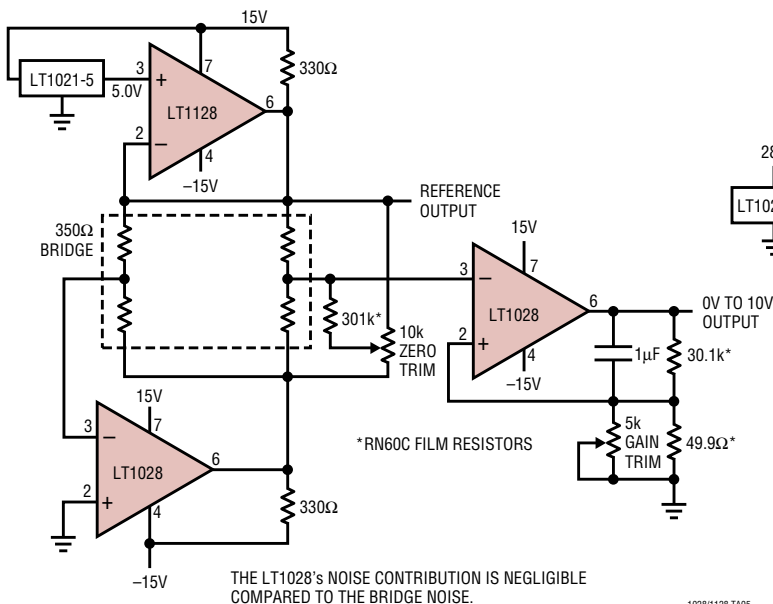 15V
330Ω
LT1021-5
5.0V
3
+
7
LT1128
6
2
−
4
–15V
REFERENCE
OUTPUT
350Ω
BRIDGE
301k*
10k
ZERO
TRIM
15V
3
−
7
LT1028
6
2
+
4
–15V
0V TO 10V
OUTPUT
1µF
30.1k*
5k
GAIN
TRIM
49.9Ω*
*RN60C FILM RESISTORS
15V
3
−
7
LT1028
6
2
+
4
–15V
330Ω
THE LT1028's NOISE CONTRIBUTION IS NEGLIGIBLE
COMPARED TO THE BRIDGE NOISE.
28
LT102